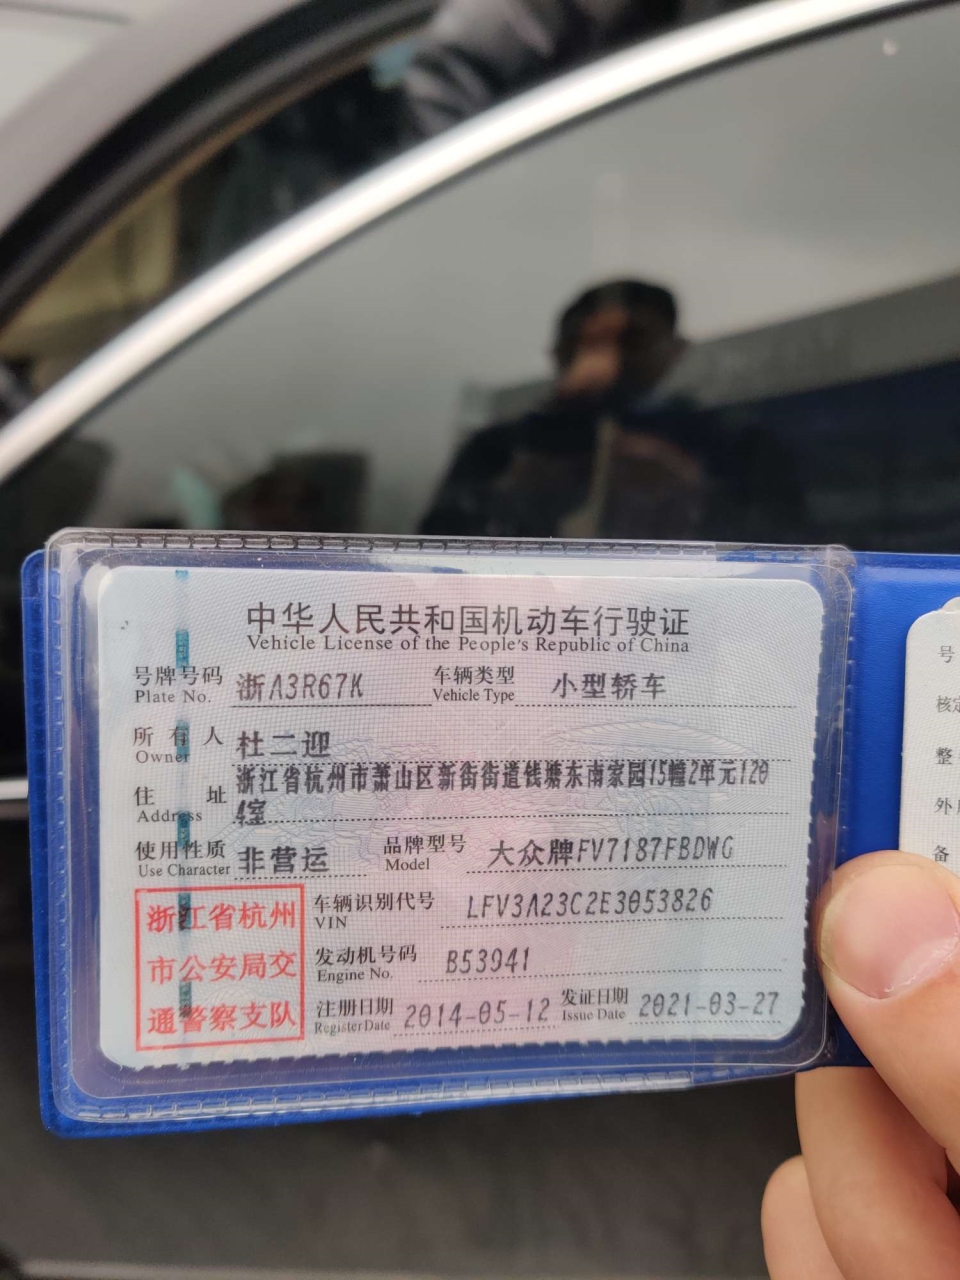 中华人民共和国机动车行驶证
Vehicle License of the People's Republic of China
号牌号码 浙A3R67K 车辆类型 小型轿车
Plate No. Vehicle Type
所有人 杜二迎
Owner
住址 浙江省杭州市萧山区新街街道钱塘东南家园15幢2单元120
Address 4室
使用性质 非营运 品牌型号 大众牌FV7187FBDWG
Use Character Model
浙江省杭州
市公安局交
通警察支队
车辆识别代号 LFV3A23C2E3053826
VIN
发动机号码 B53941
Engine No.
注册日期 2014-05-12 发证日期 2021-03-27
Register Date Issue Date
号
核定
整
外
备